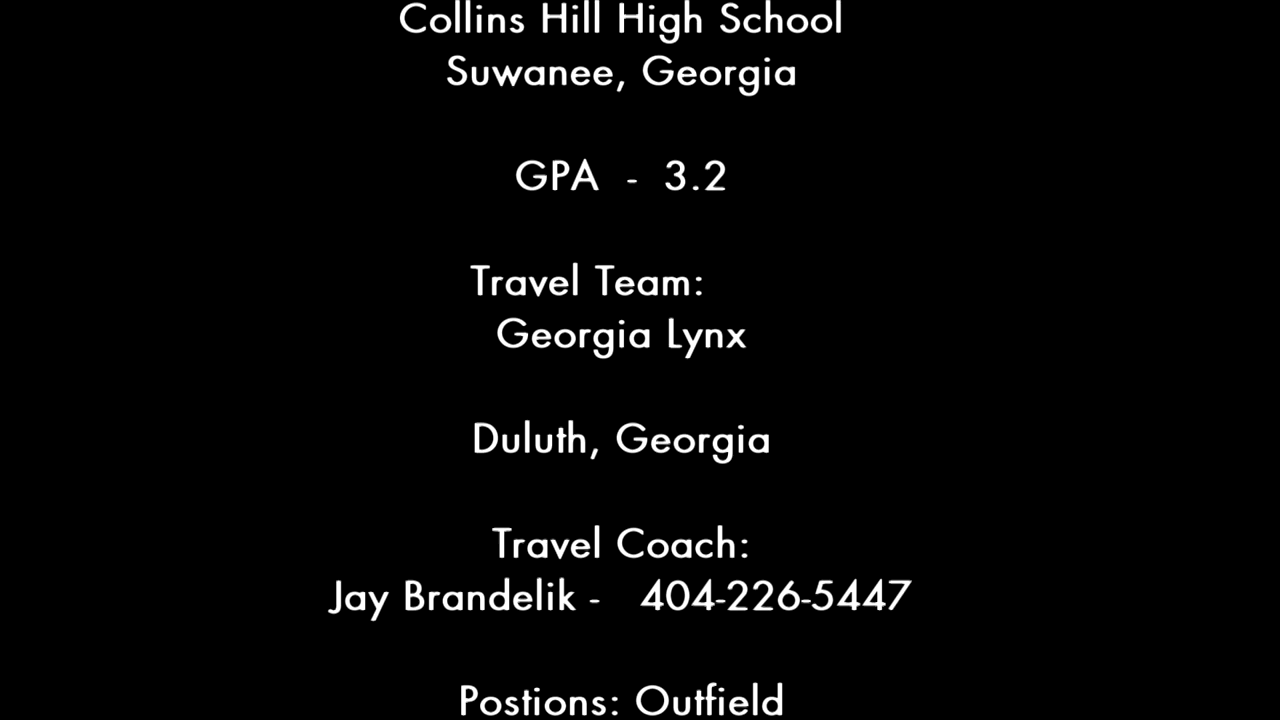 Collins Hill High School
Suwanee, Georgia
GPA - 3.2
Travel Team:
Georgia Lynx
Duluth, Georgia
Travel Coach:
Jay Brandelik - 404-226-5447
Postions: Outfield